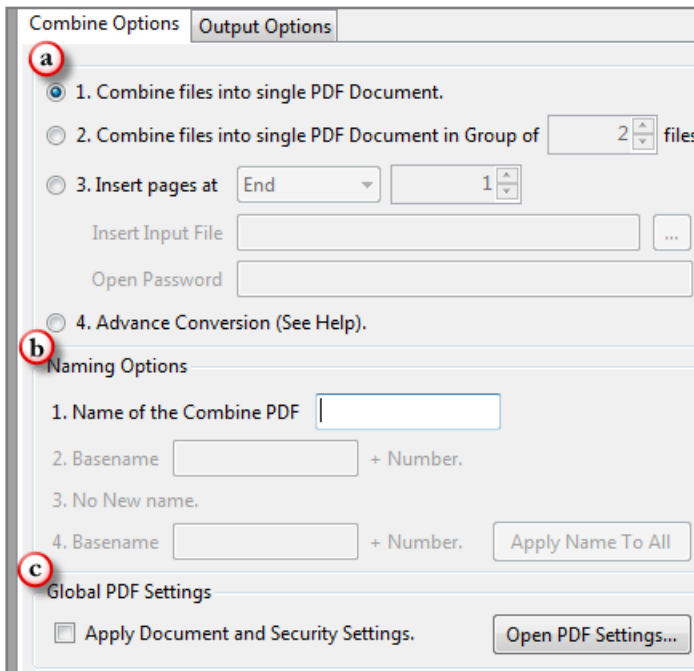 Combine Options Output Options
a
1. Combine files into single PDF Document.
2. Combine files into single PDF Document in Group of 2 files
3. Insert pages at End 1
Insert Input File ...
Open Password
4. Advance Conversion (See Help).
b
Naming Options
1. Name of the Combine PDF
2. Basename + Number.
3. No New name.
4. Basename + Number. Apply Name To All
c
Global PDF Settings
Apply Document and Security Settings. Open PDF Settings...